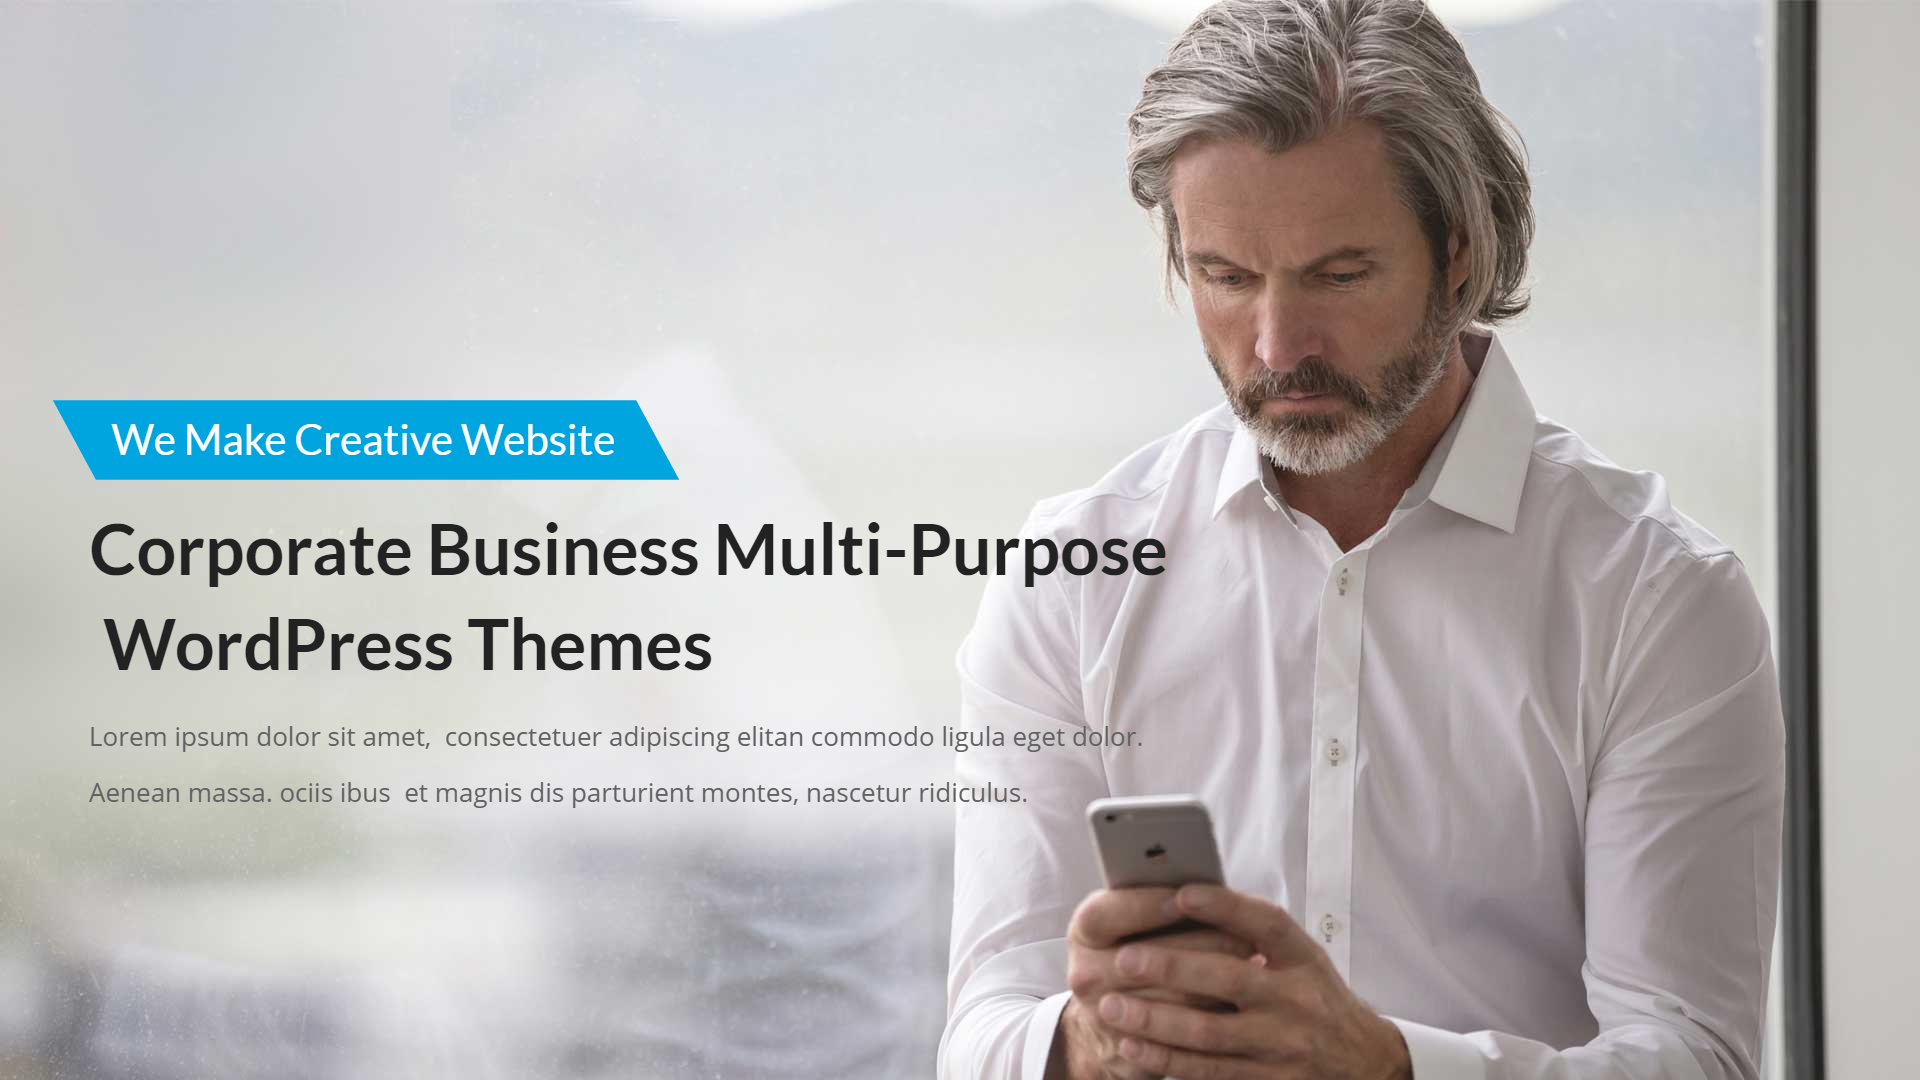 We Make Creative Website
Corporate Business Multi-Purpose
WordPress Themes
Lorem ipsum dolor sit amet, consectetuer adipiscing elitan commodo ligula eget dolor.
Aenean massa. ociis ibus et magnis dis parturient montes, nascetur ridiculus.